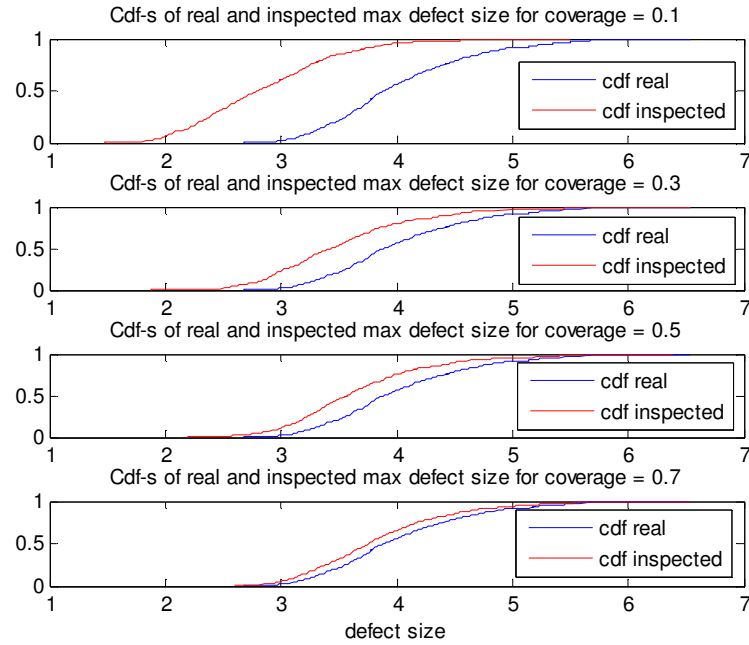 Cdf-s of real and inspected max defect size for coverage = 0.1
1
0.5
0
cdf real
cdf inspected
1 2 3 4 5 6 7
Cdf-s of real and inspected max defect size for coverage = 0.3
1
0.5
0
cdf real
cdf inspected
1 2 3 4 5 6 7
Cdf-s of real and inspected max defect size for coverage = 0.5
1
0.5
0
cdf real
cdf inspected
1 2 3 4 5 6 7
Cdf-s of real and inspected max defect size for coverage = 0.7
1
0.5
0
cdf real
cdf inspected
1 2 3 4 5 6 7
defect size